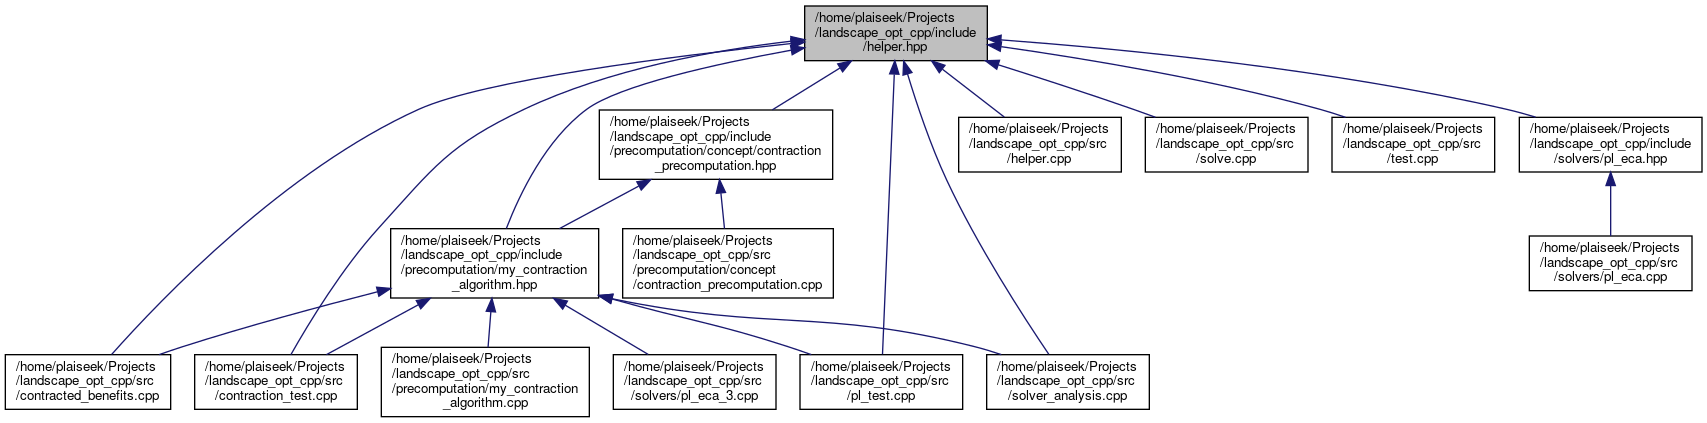 /home/plaiseek/Projects
/landscape_opt_cpp/include
/helper.hpp
/home/plaiseek/Projects
/landscape_opt_cpp/include
/precomputation/concept/contraction
_precomputation.hpp
/home/plaiseek/Projects
/landscape_opt_cpp/src
/helper.cpp
/home/plaiseek/Projects
/landscape_opt_cpp/src
/solve.cpp
/home/plaiseek/Projects
/landscape_opt_cpp/src
/test.cpp
/home/plaiseek/Projects
/landscape_opt_cpp/include
/solvers/pl_eca.hpp
/home/plaiseek/Projects
/landscape_opt_cpp/include
/precomputation/my_contraction
_algorithm.hpp
/home/plaiseek/Projects
/landscape_opt_cpp/src
/precomputation/concept
/contraction_precomputation.cpp
/home/plaiseek/Projects
/landscape_opt_cpp/src
/solvers/pl_eca.cpp
/home/plaiseek/Projects
/landscape_opt_cpp/src
/contracted_benefits.cpp
/home/plaiseek/Projects
/landscape_opt_cpp/src
/contraction_test.cpp
/home/plaiseek/Projects
/landscape_opt_cpp/src
/precomputation/my_contraction
_algorithm.cpp
/home/plaiseek/Projects
/landscape_opt_cpp/src
/solvers/pl_eca_3.cpp
/home/plaiseek/Projects
/landscape_opt_cpp/src
/pl_test.cpp
/home/plaiseek/Projects
/landscape_opt_cpp/src
/solver_analysis.cpp